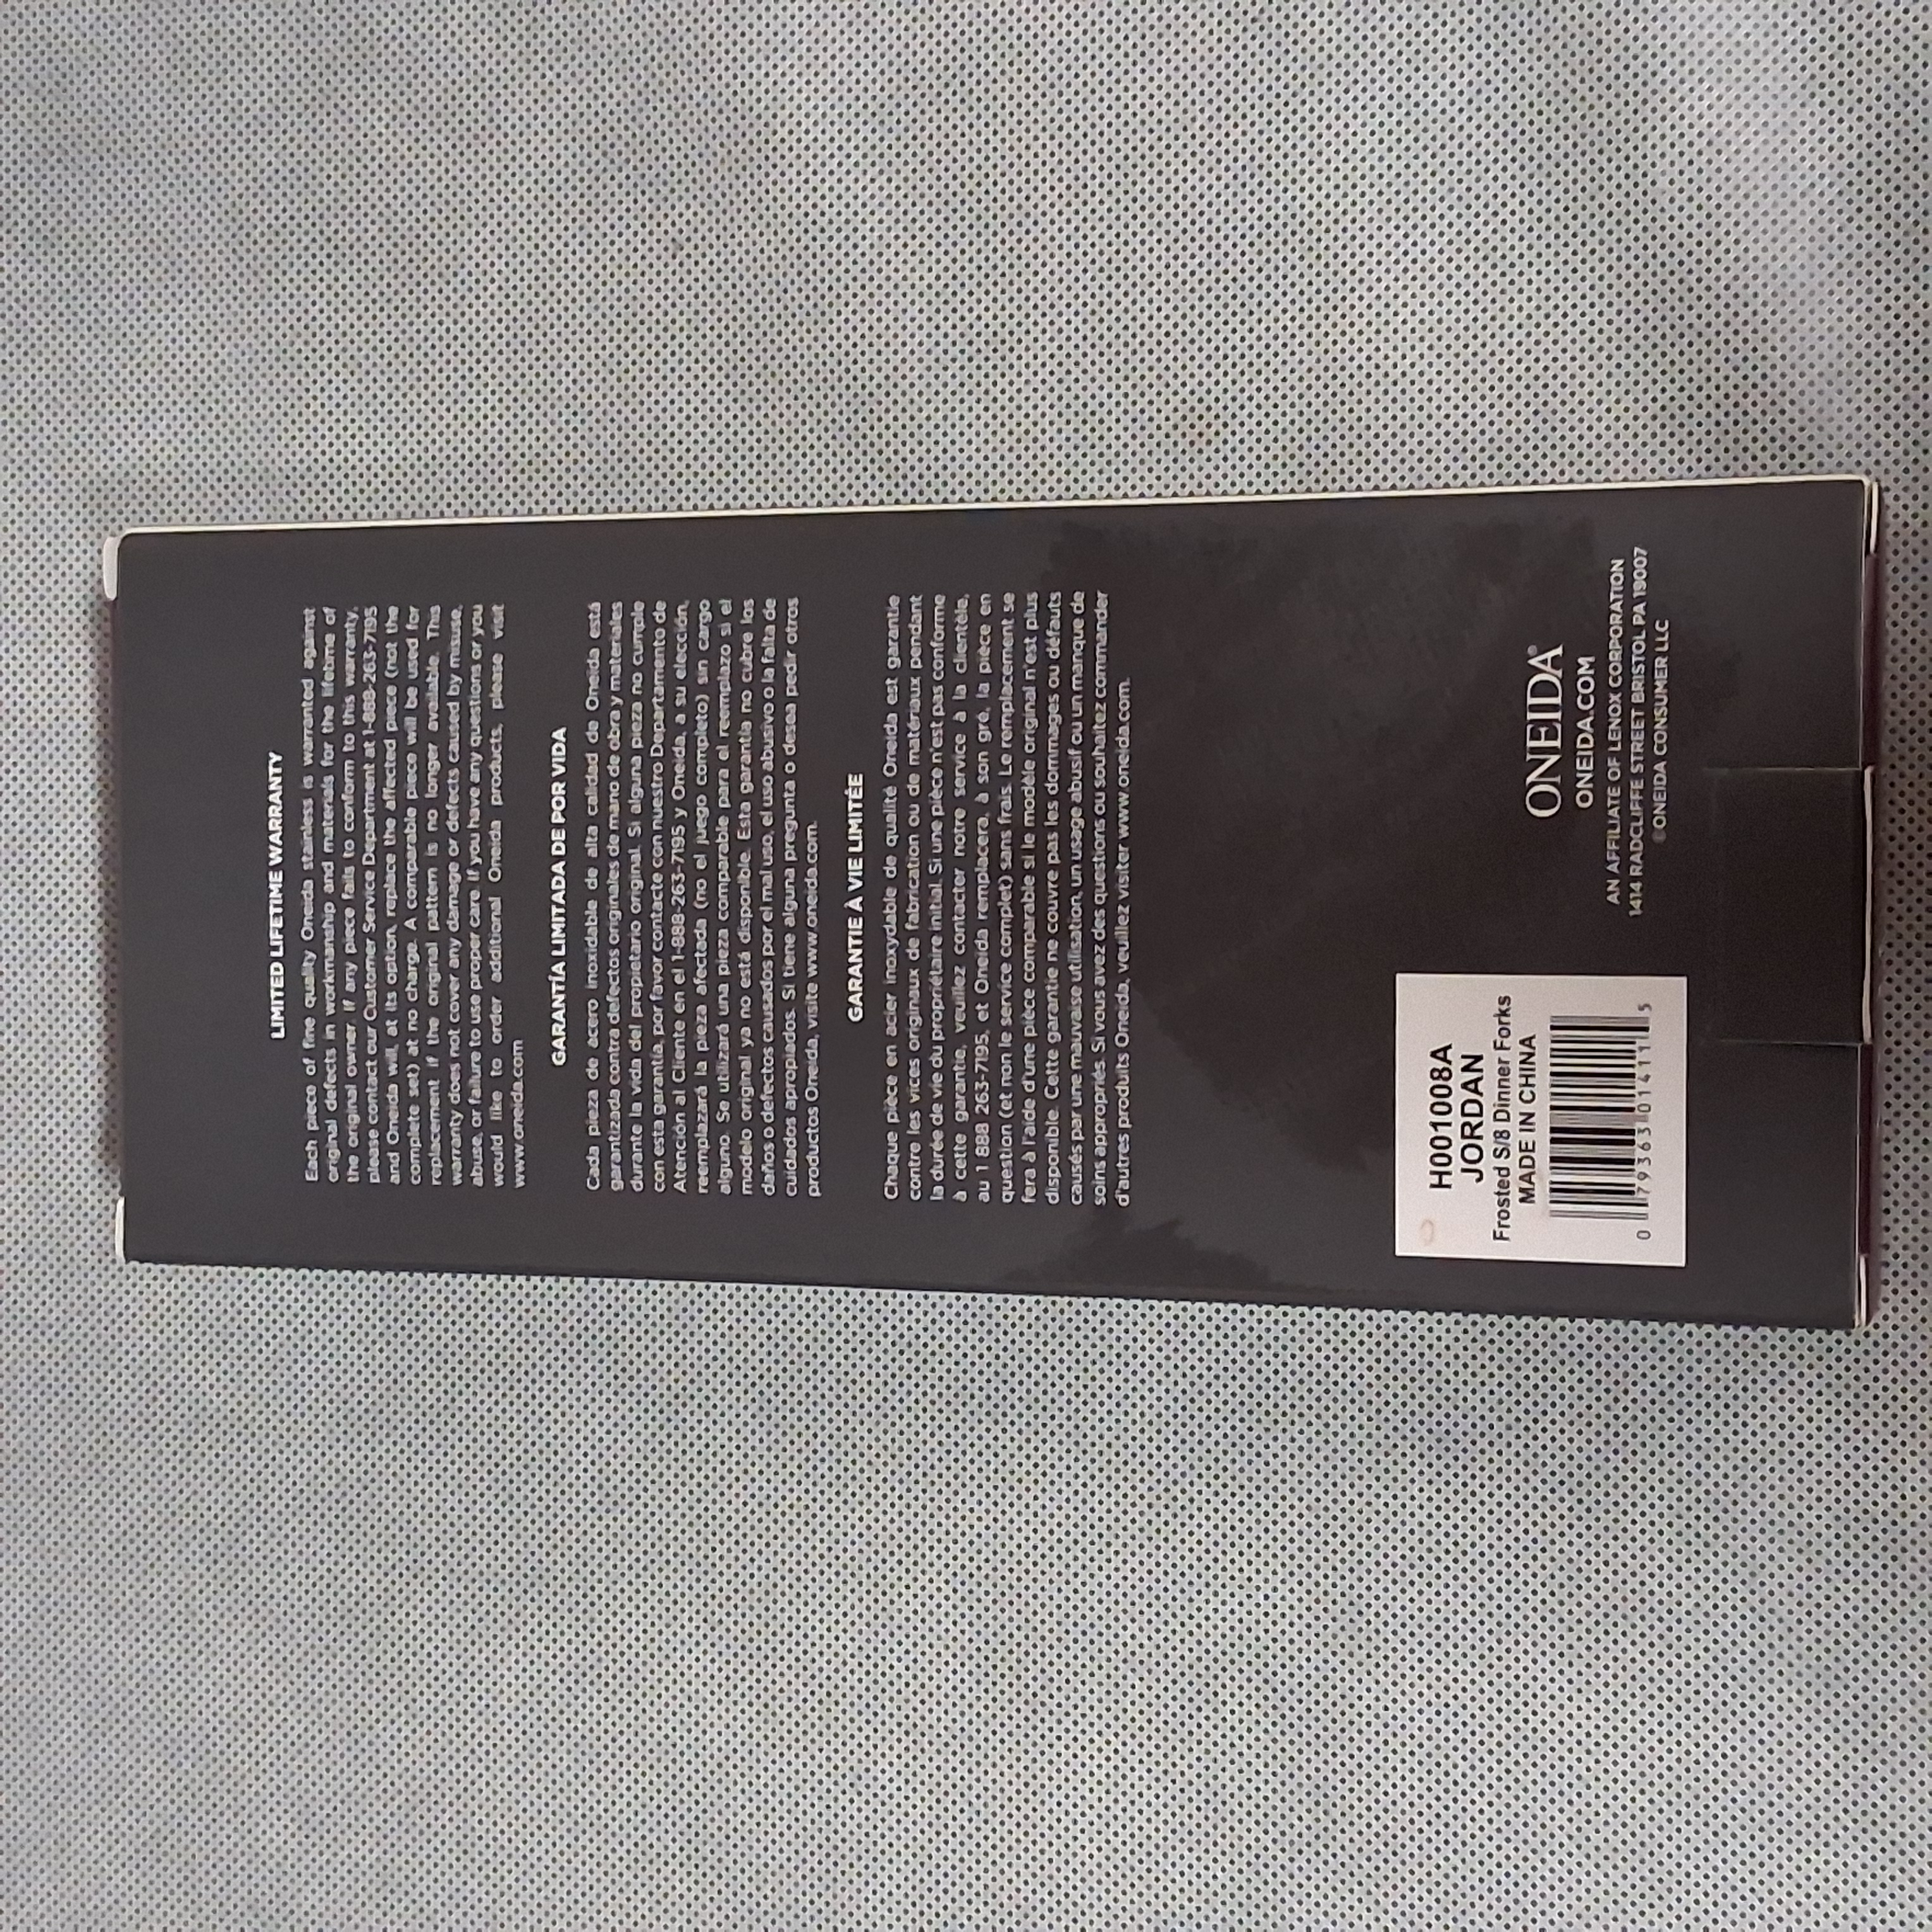 LIMITED LIFETIME WARRANTY
Each piece of fine quality Oneida stainless is warranted against
original defects in workmanship and materials for the lifetime of
the original owner. If any piece fails to conform to this warranty,
please contact our Customer Service Department at 1-888-263-7195
and Oneida will, at its option, replace the affected piece (not the
complete set) at no charge. A comparable piece will be used for
replacement if the original pattern is no longer available. This
warranty does not cover any damage or defects caused by misuse,
abuse, or failure to use proper care. If you have any questions or you
would like to order additional Oneida products, please visit
www.oneida.com
GARANTÍA LIMITADA DE POR VIDA
Cada pieza de acero inoxidable de alta calidad de Oneida está
garantizada contra defectos originales de mano de obra y materiales
durante la vida del propietario original. Si alguna pieza no cumple
con esta garantía, por favor contacte con nuestro Departamento de
Atención al Cliente en el 1-888-263-7195 y Oneida, a su elección,
reemplazará la pieza afectada (no el juego completo) sin cargo
alguno. Se utilizará una pieza comparable para el reemplazo si el
modelo original ya no está disponible. Esta garantía no cubre los
daños o defectos causados por el mal uso, el uso abusivo o la falta de
cuidados apropiados. Si tiene alguna pregunta o desea pedir otros
productos Oneida, visite www.oneida.com.
GARANTIE À VIE LIMITÉE
Chaque pièce en acier inoxydable de qualité Oneida est garantie
contre les vices originaux de fabrication ou de matériaux pendant
la durée de vie du propriétaire initial. Si une pièce n'est pas conforme
à cette garantie, veuillez contacter notre service à la clientèle,
au 1 888 263-7195, et Oneida remplacera, à son gré, la pièce en
question (et non le service complet) sans frais. Le remplacement se
fera à l'aide d'une pièce comparable si le modèle original n'est plus
disponible. Cette garantie ne couvre pas les dommages ou défauts
causés par une mauvaise utilisation, un usage abusif ou un manque de
soins appropriés. Si vous avez des questions ou souhaitez commander
d'autres produits Oneida, veuillez visiter www.oneida.com.
H001008A
JORDAN
Frosted S/8 Dinner Forks
MADE IN CHINA
0 79363 01411 5
ONEIDA®
ONEIDA.COM
AN AFFILIATE OF LENOX CORPORATION
1414 RADCLIFFE STREET BRISTOL PA 19007
©ONEIDA CONSUMER LLC